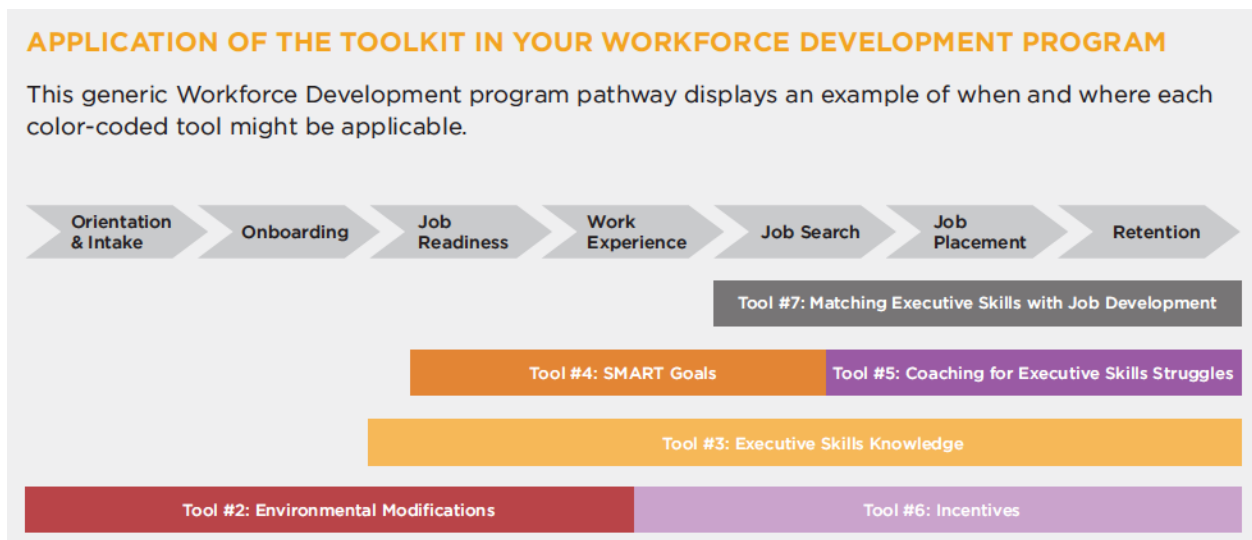 APPLICATION OF THE TOOLKIT IN YOUR WORKFORCE DEVELOPMENT PROGRAM
This generic Workforce Development program pathway displays an example of when and where each
color-coded tool might be applicable.
Orientation
& Intake
Onboarding
Job
Readiness
Work
Experience
Job Search
Job
Placement
Retention
Tool #7: Matching Executive Skills with Job Development
Tool #4: SMART Goals
Tool #5: Coaching for Executive Skills Struggles
Tool #3: Executive Skills Knowledge
Tool #2: Environmental Modifications
Tool #6: Incentives